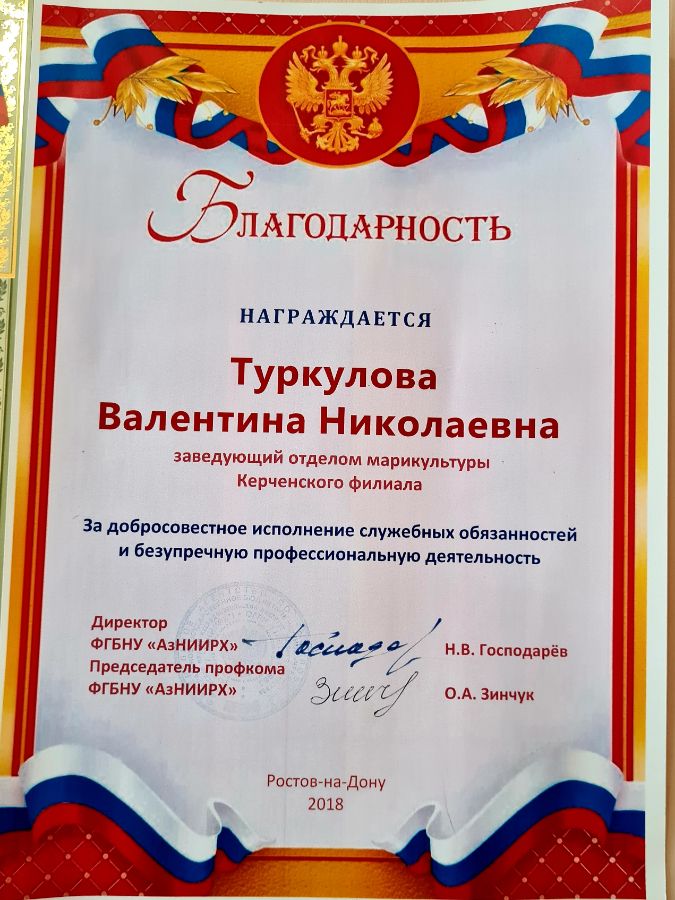 Благодарность
НАГРАЖДАЕТСЯ
Туркулова
Валентина Николаевна
заведующий отделом марикультуры
Керченского филиала
За добросовестное исполнение служебных обязанностей
и безупречную профессиональную деятельность
Директор
ФГБНУ «АзНИИРХ» Н.В. Господарёв
Председатель профкома
ФГБНУ «АзНИИРХ» О.А. Зинчук
Ростов-на-Дону
2018